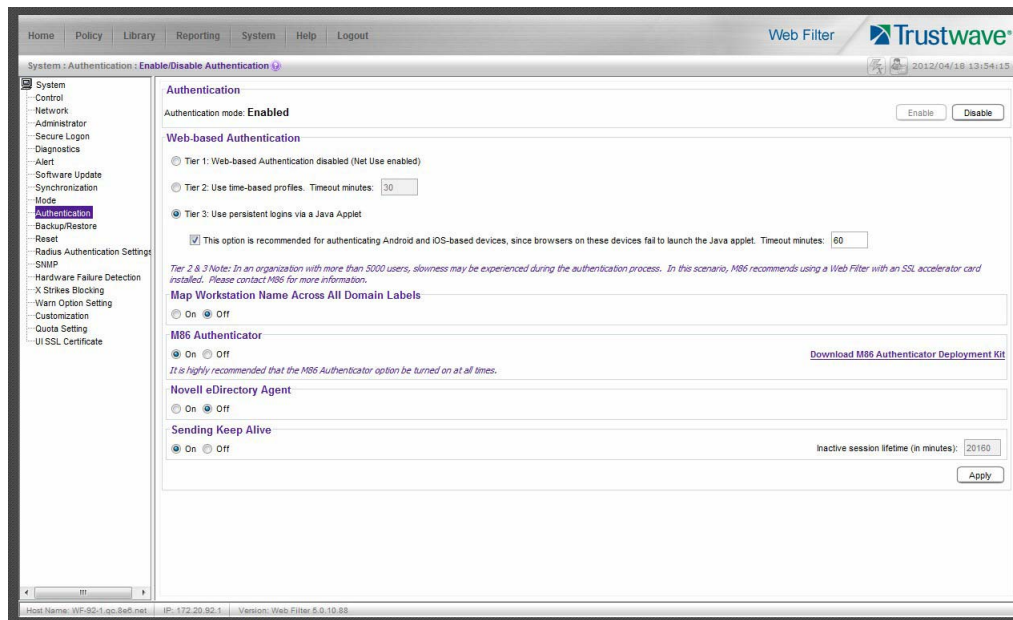 Home Policy Library Reporting System Help Logout
Web Filter
Trustwave®
System : Authentication : Enable/Disable Authentication
2012/04/18 13:54:15
System
Control
Network
Administrator
Secure Logon
Diagnostics
Alert
Software Update
Synchronization
Mode
Authentication
Backup/Restore
Reset
Radius Authentication Settings
SNMP
Hardware Failure Detection
X Strikes Blocking
Warn Option Setting
Customization
Quota Setting
UI SSL Certificate
Authentication
Authentication mode: Enabled
Enable Disable
Web-based Authentication
Tier 1: Web-based Authentication disabled (Net Use enabled)
Tier 2: Use time-based profiles. Timeout minutes: 30
Tier 3: Use persistent logins via a Java Applet
This option is recommended for authenticating Android and iOS-based devices, since browsers on these devices fail to launch the Java applet. Timeout minutes: 60
Tier 2 & 3 Note: In an organization with more than 5000 users, slowness may be experienced during the authentication process. In this scenario, M86 recommends using a Web Filter with an SSL accelerator card
installed. Please contact M86 for more information.
Map Workstation Name Across All Domain Labels
On Off
M86 Authenticator
On Off
Download M86 Authenticator Deployment Kit
It is highly recommended that the M86 Authenticator option be turned on at all times.
Novell eDirectory Agent
On Off
Sending Keep Alive
On Off
Inactive session lifetime (in minutes): 20160
Apply
Host Name: WF-92-1.qc.8e6.net IP: 172.20.92.1 Version: Web Filter 5.0.10.88